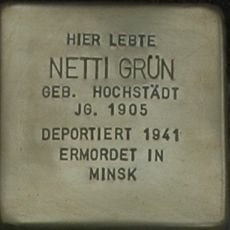 HIER LEBTE
NETTI GRÜN
GEB. HOCHSTÄDT
JG. 1905
DEPORTIERT 1941
ERMORDET IN
MINSK